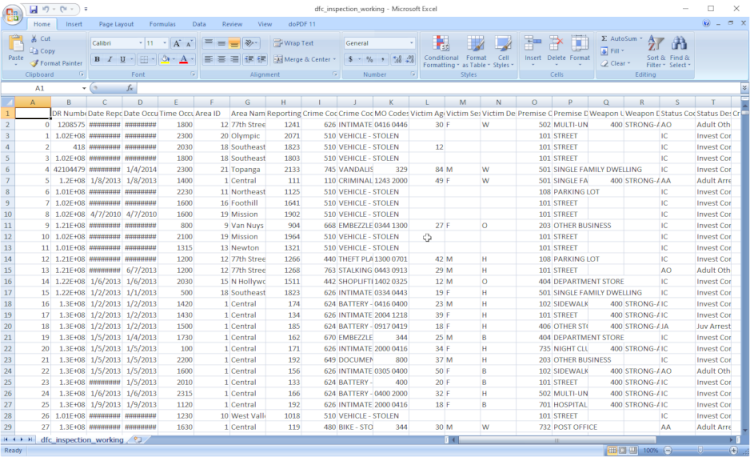 dfc_inspection_working - Microsoft Excel
Home Insert Page Layout Formulas Data Review View doPDF 11
Paste Cut Copy Format Painter Calibri 11 A A B I U Wrap Text Merge & Center General $ % , Conditional Formatting Format as Table Cell Styles Insert Delete Format Σ AutoSum Fill Clear Sort & Filter Find & Select
Clipboard Font Alignment Number Styles Cells Editing
A1 fx
A B C D E F G H I J K L M N O P Q R S T
1 DR Numbe Date Repo Date Occu Time Occu Area ID Area Nam Reporting Crime Cod Crime Cod MO Codes Victim Age Victim Sex Victim De Premise C Premise D Weapon U Weapon D Status Cod Status Des Cr
2 0 1208575 ######## ######## 1800 12 77th Stree 1241 626 INTIMATE 0416 0446 30 F W 502 MULTI-UN 400 STRONG-A AO Adult Oth
3 1 1.02E+08 ######## ######## 2300 20 Olympic 2071 510 VEHICLE - STOLEN 101 STREET IC Invest Con
4 2 418 ######## ######## 2030 18 Southeast 1823 510 VEHICLE - STOLEN 12 101 STREET IC Invest Con
5 3 1.02E+08 ######## ######## 1800 18 Southeast 1803 510 VEHICLE - STOLEN 101 STREET IC Invest Con
6 4 42104479 ######## 1/4/2014 2300 21 Topanga 2133 745 VANDALIS 329 84 M W 501 SINGLE FAMILY DWELLING IC Invest Con
7 5 1.2E+08 1/8/2013 1/8/2013 1400 1 Central 111 110 CRIMINAL 1243 2000 49 F W 501 SINGLE FA 400 STRONG-A AA Adult Arre
8 6 1.01E+08 ######## ######## 2230 11 Northeast 1125 510 VEHICLE - STOLEN 108 PARKING LOT IC Invest Con
9 7 1.02E+08 ######## ######## 1600 16 Foothill 1641 510 VEHICLE - STOLEN 101 STREET IC Invest Con
10 8 1.02E+08 4/7/2010 4/7/2010 1600 19 Mission 1902 510 VEHICLE - STOLEN 101 STREET IC Invest Con
11 9 1.21E+08 ######## ######## 800 9 Van Nuys 904 668 EMBEZZLE 0344 1300 27 F O 203 OTHER BUSINESS IC Invest Con
12 10 1.02E+08 ######## ######## 2100 19 Mission 1964 510 VEHICLE - STOLEN 101 STREET IC Invest Con
13 11 1.01E+08 ######## ######## 1315 13 Newton 1321 510 VEHICLE - STOLEN 101 STREET IC Invest Con
14 12 1.21E+08 ######## ######## 1200 12 77th Stree 1266 440 THEFT PLA 1300 0701 42 M H 108 PARKING LOT IC Invest Con
15 13 1.21E+08 ######## 6/7/2013 1200 12 77th Stree 1268 763 STALKING 0443 0913 29 M H 101 STREET AO Adult Oth
16 14 1.22E+08 1/6/2013 1/6/2013 2030 15 N Hollywo 1511 442 SHOPLIFTI 1402 0325 12 M O 404 DEPARTMENT STORE IC Invest Con
17 15 1.22E+08 1/2/2013 1/2/2013 500 18 Southeast 1823 626 INTIMATE 0334 0443 19 F H 501 SINGLE FAMILY DWELLING IC Invest Con
18 16 1.3E+08 1/2/2013 1/2/2013 1420 1 Central 174 624 BATTERY - 0416 0400 23 M H 102 SIDEWALK 400 STRONG-A IC Invest Con
19 17 1.3E+08 1/2/2013 1/2/2013 1430 1 Central 134 626 INTIMATE 2004 1218 39 F H 101 STREET 400 STRONG-A IC Invest Con
20 18 1.3E+08 1/2/2013 1/2/2013 1500 1 Central 185 624 BATTERY - 0917 0419 18 F H 406 OTHER STO 400 STRONG-A JA Juv Arrest
21 19 1.3E+08 1/5/2013 1/4/2013 1730 1 Central 162 670 EMBEZZLE 344 25 M B 404 DEPARTMENT STORE IC Invest Con
22 20 1.3E+08 1/5/2013 1/5/2013 100 1 Central 171 626 INTIMATE 2000 0416 34 F H 735 NIGHT CLU 400 STRONG-A IC Invest Con
23 21 1.3E+08 1/5/2013 1/5/2013 2200 1 Central 192 649 DOCUMEN 800 37 M H 203 OTHER BUSINESS IC Invest Con
24 22 1.3E+08 1/5/2013 1/5/2013 1600 1 Central 156 626 INTIMATE 0305 0400 50 F B 102 SIDEWALK 400 STRONG-A AO Adult Oth
25 23 1.3E+08 ######## 1/5/2013 2010 1 Central 133 624 BATTERY - 400 20 F B 101 STREET 400 STRONG-A IC Invest Con
26 24 1.3E+08 1/6/2013 1/6/2013 2315 1 Central 166 624 BATTERY - 0400 2000 32 F H 502 MULTI-UN 400 STRONG-A IC Invest Con
27 25 1.3E+08 1/9/2013 1/9/2013 1230 1 Central 192 626 INTIMATE 2000 0416 18 F B 701 HOSPITAL 400 STRONG-A IC Invest Con
28 26 1.01E+08 ######## ######## 1120 10 West Valle 1018 510 VEHICLE - STOLEN 101 STREET IC Invest Con
29 27 1.3E+08 ######## ######## 1630 1 Central 119 480 BIKE - STO 344 30 M W 732 POST OFFICE AA Adult Arre
dfc_inspection_working
Ready 100%